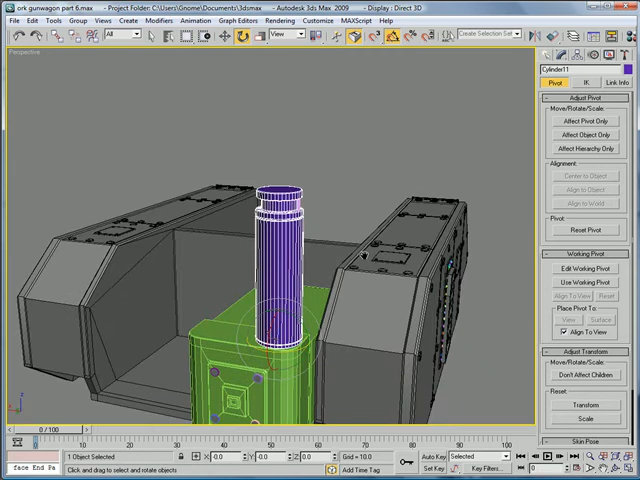 ork gunwagon part 6.max - Project Folder: C:\Users\Gnome\Documents\3dsmax - Autodesk 3ds Max 2009 - Display : Direct 3D
File Edit Tools Group Views Create Modifiers Animation Graph Editors Rendering Customize MAXScript Help
All View Create Selection Set
Perspective
Cylinder11
Pivot IK Link Info
- Adjust Pivot
Move/Rotate/Scale:
Affect Pivot Only
Affect Object Only
Affect Hierarchy Only
Alignment:
Center to Object
Align to Object
Align to World
Pivot:
Reset Pivot
- Working Pivot
Edit Working Pivot
Use Working Pivot
Align To View Reset
Place Pivot To:
View Surface
Align To View
- Adjust Transform
Don't Affect Children
Reset:
Transform
Scale
- Skin Pose
< 0 / 100 >
0 10 20 30 40 50 60 70 80 90 100
1 Object Selected X: -0.0 Y: -0.0 Z: -0.0 Grid = 10.0 Auto Key Selected
face End Pa Click and drag to select and rotate objects Add Time Tag Set Key Key Filters... 0